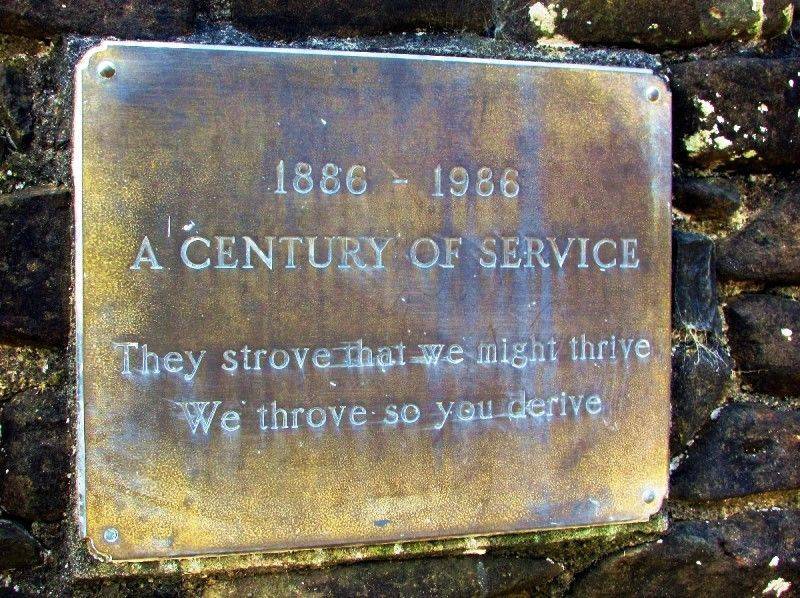 1886 - 1986
A CENTURY OF SERVICE
They strove that we might thrive
We throve so you derive